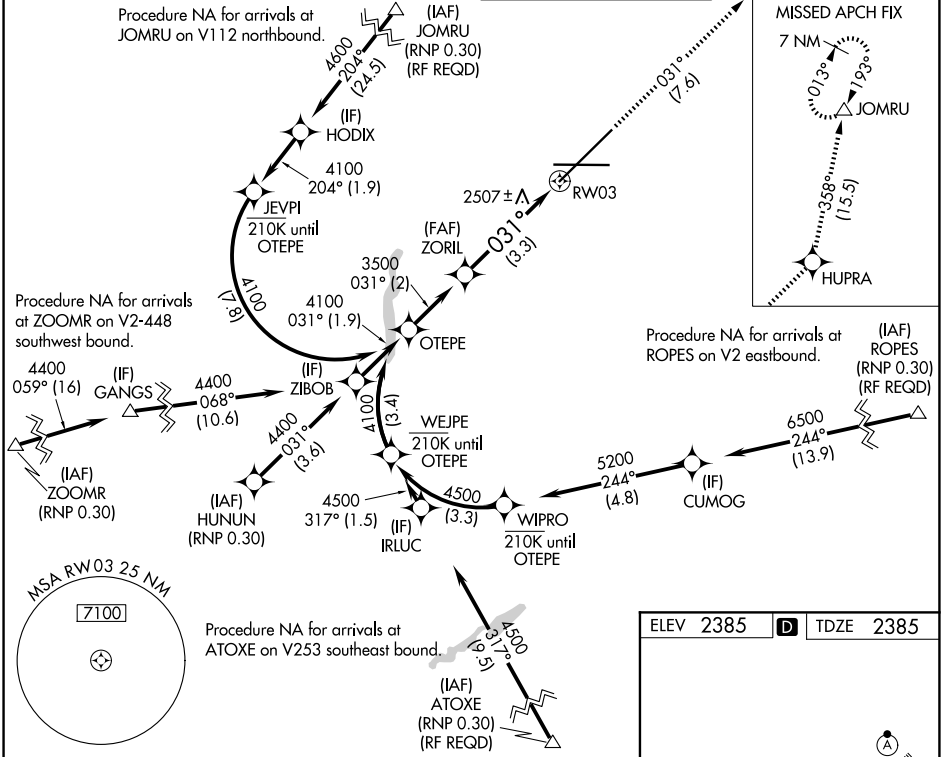 Procedure NA for arrivals at
JOMRU on V112 northbound.
(IAF)
JOMRU
(RNP 0.30)
(RF REQD)
4600
204°
(24.5)
(IF)
HODIX
4100
204° (1.9)
JEVPI
210K until
OTEPE
4100
(7.8)
031°
(7.6)
MISSED APCH FIX
7 NM
013°
193°
JOMRU
358°
(15.5)
HUPRA
RW03
2507 ±
031°
(3.3)
(FAF)
ZORIL
3500
031° (2)
4100
031° (1.9)
OTEPE
(IF)
ZIBOB
Procedure NA for arrivals
at ZOOMR on V2-448
southwest bound.
4400
059° (16)
(IF)
GANGS
4400
068°
(10.6)
(IAF)
ZOOMR
(RNP 0.30)
4400
031°
(3.6)
(IAF)
HUNUN
(RNP 0.30)
4100
(3.4)
WEJPE
210K until
OTEPE
4500
317° (1.5)
(IF)
IRLUC
4500
(3.3)
WIPRO
210K until
OTEPE
5200
244°
(4.8)
(IF)
CUMOG
6500
244°
(13.9)
Procedure NA for arrivals at
ROPES on V2 eastbound.
(IAF)
ROPES
(RNP 0.30)
(RF REQD)
MSA RW03 25 NM
7100
Procedure NA for arrivals at
ATOXE on V253 southeast bound.
4500
317°
(9.5)
(IAF)
ATOXE
(RNP 0.30)
(RF REQD)
ELEV 2385 D TDZE 2385
A